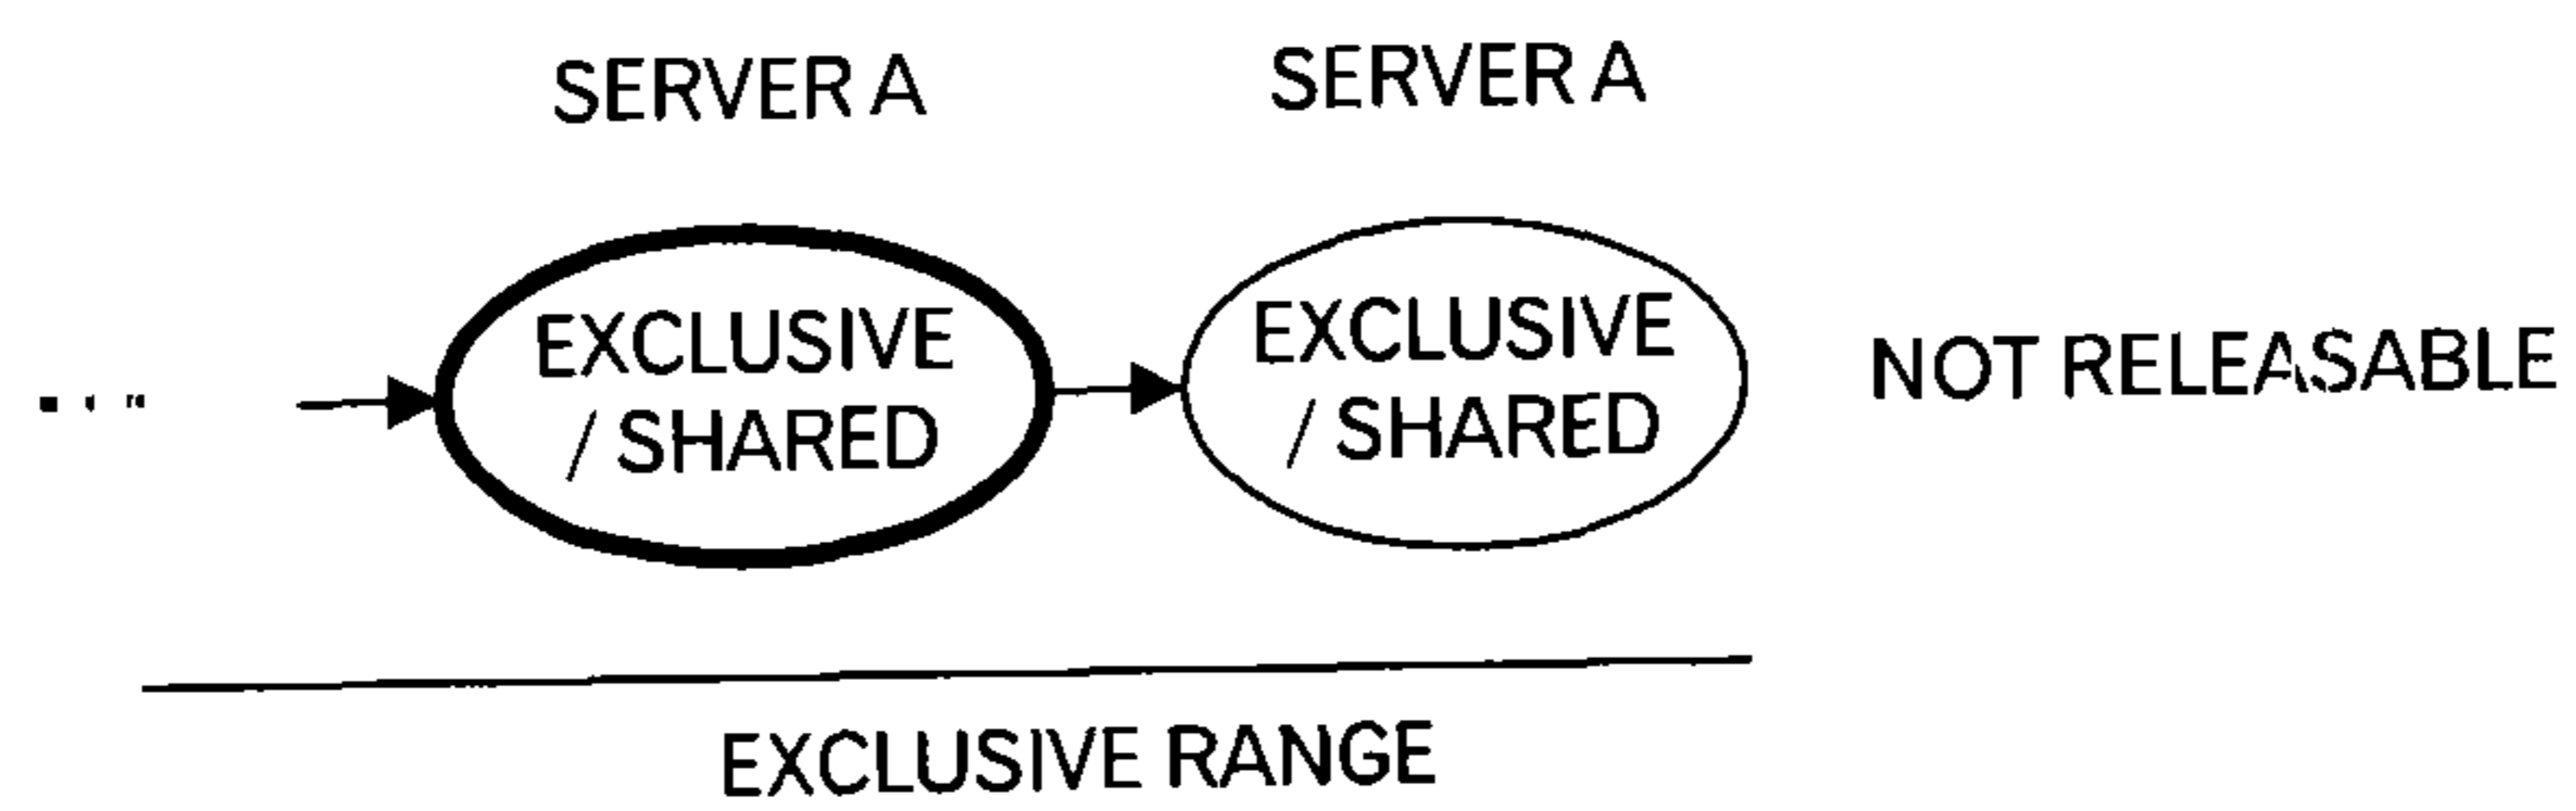 SERVER A
SERVER A
EXCLUSIVE
/ SHARED
EXCLUSIVE
/ SHARED
NOT RELEASABLE
EXCLUSIVE RANGE